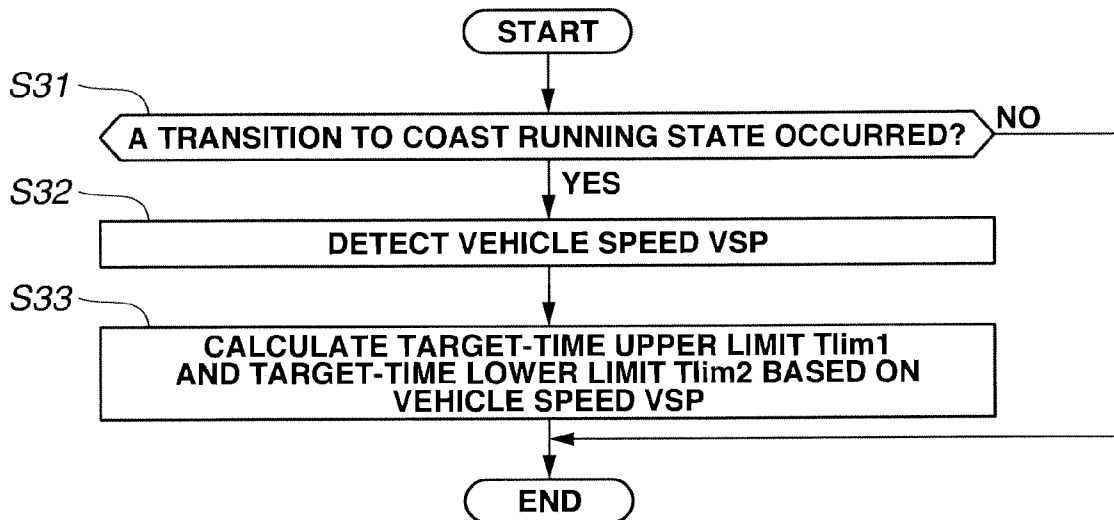 START
S31
A TRANSITION TO COAST RUNNING STATE OCCURRED?
NO
YES
S32
DETECT VEHICLE SPEED VSP
S33
CALCULATE TARGET-TIME UPPER LIMIT Tlim1
AND TARGET-TIME LOWER LIMIT Tlim2 BASED ON
VEHICLE SPEED VSP
END